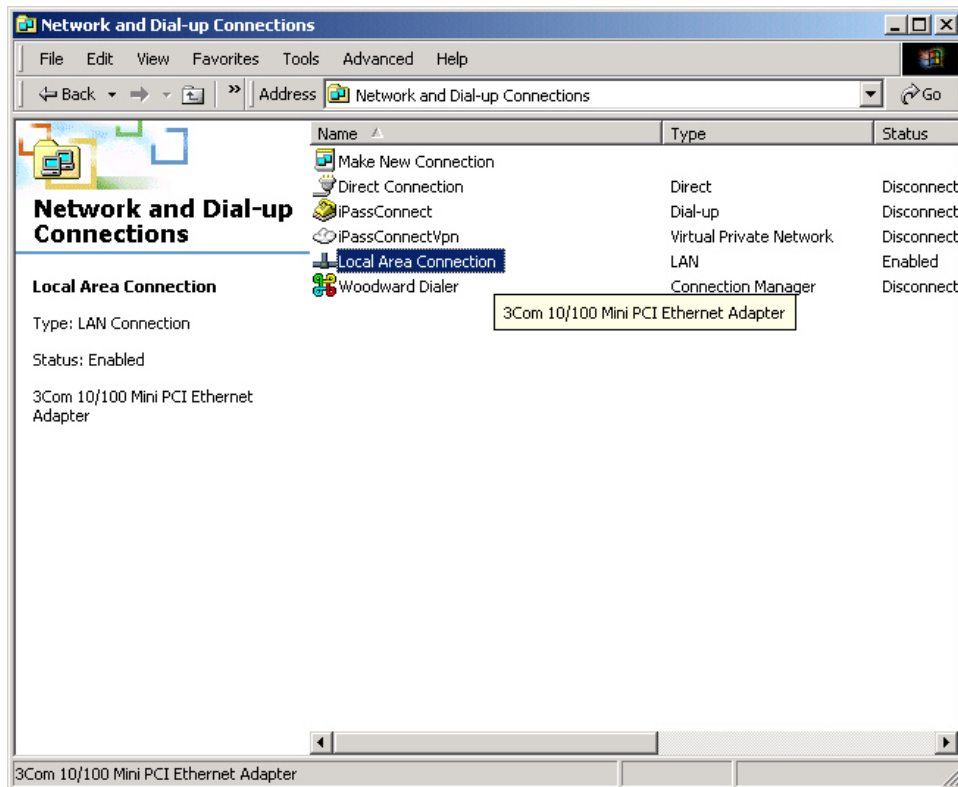 Network and Dial-up Connections
File Edit View Favorites Tools Advanced Help
Back » Address Network and Dial-up Connections Go
Name Type Status
Make New Connection
Direct Connection Direct Disconnect
iPassConnect Dial-up Disconnect
iPassConnectVpn Virtual Private Network Disconnect
Local Area Connection LAN Enabled
Woodward Dialer Connection Manager Disconnect
3Com 10/100 Mini PCI Ethernet Adapter
Network and Dial-up
Connections
Local Area Connection
Type: LAN Connection
Status: Enabled
3Com 10/100 Mini PCI Ethernet
Adapter
3Com 10/100 Mini PCI Ethernet Adapter